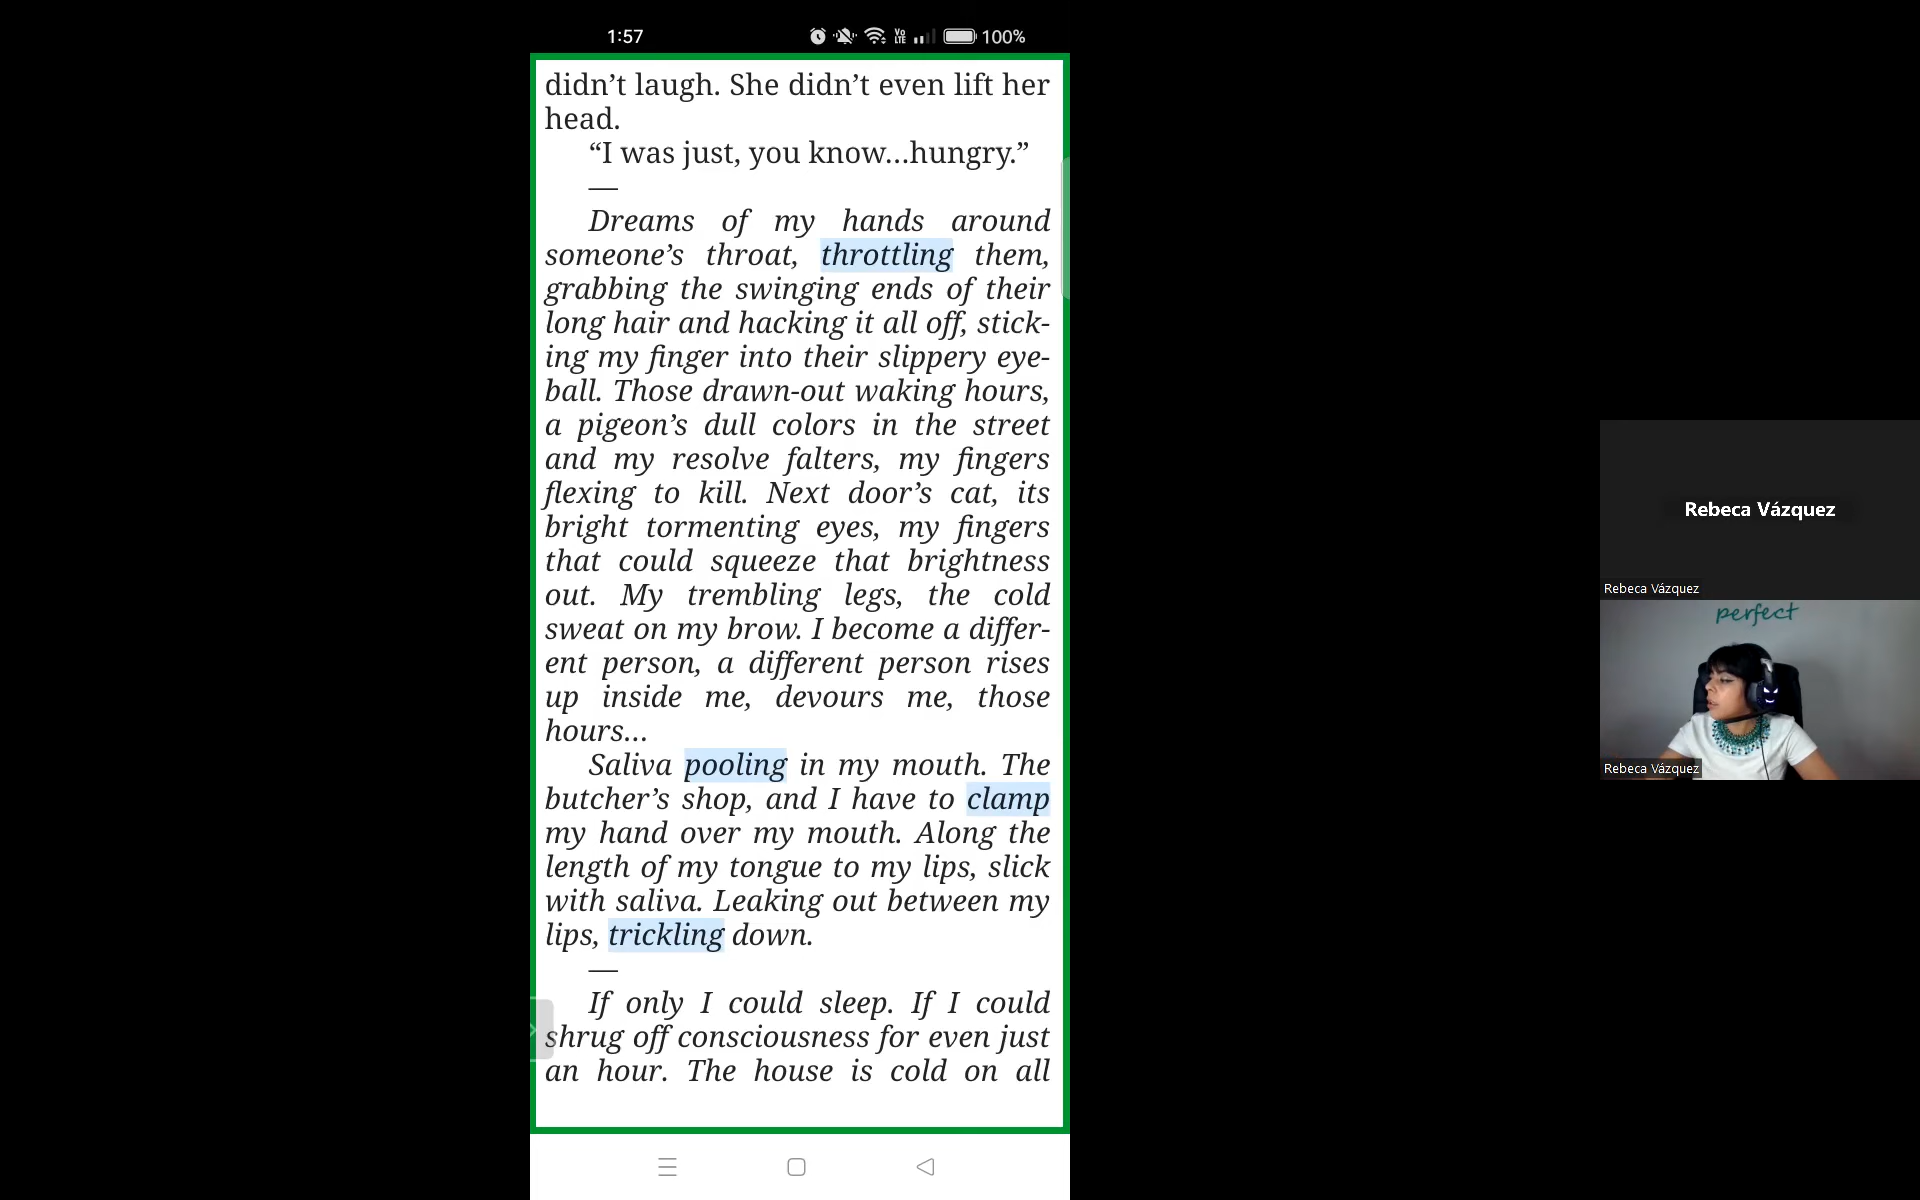 1:57
VO LTE
100%
didn’t laugh. She didn’t even lift her
head.
“I was just, you know…hungry.”
—
Dreams of my hands around
someone’s throat, throttling them,
grabbing the swinging ends of their
long hair and hacking it all off, stick-
ing my finger into their slippery eye-
ball. Those drawn-out waking hours,
a pigeon’s dull colors in the street
and my resolve falters, my fingers
flexing to kill. Next door’s cat, its
bright tormenting eyes, my fingers
that could squeeze that brightness
out. My trembling legs, the cold
sweat on my brow. I become a differ-
ent person, a different person rises
up inside me, devours me, those
hours…
Saliva pooling in my mouth. The
butcher’s shop, and I have to clamp
my hand over my mouth. Along the
length of my tongue to my lips, slick
with saliva. Leaking out between my
lips, trickling down.
—
If only I could sleep. If I could
shrug off consciousness for even just
an hour. The house is cold on all
Rebeca Vázquez
Rebeca Vázquez
perfect
Rebeca Vázquez